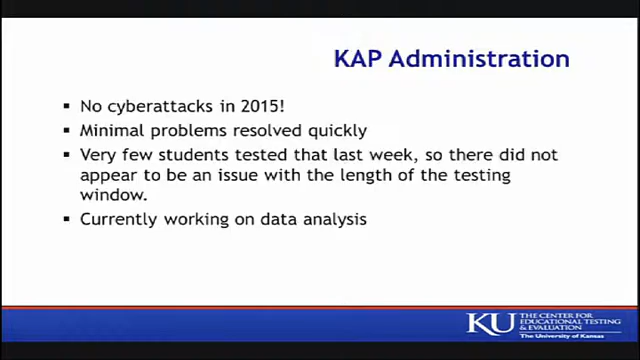 KAP Administration
▪ No cyberattacks in 2015!
▪ Minimal problems resolved quickly
▪ Very few students tested that last week, so there did not
appear to be an issue with the length of the testing
window.
▪ Currently working on data analysis
KU
THE CENTER FOR
EDUCATIONAL TESTING
& EVALUATION
The University of Kansas